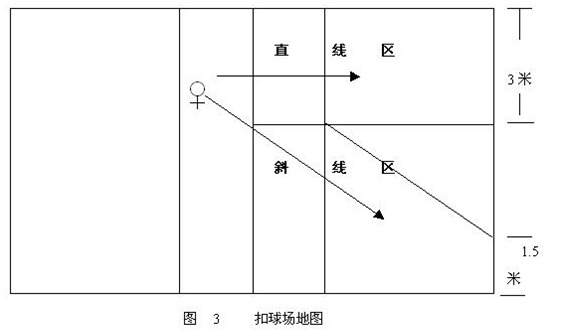 直 线 区
3 米
斜 线 区
1.5
米
图 3 扣球场地图